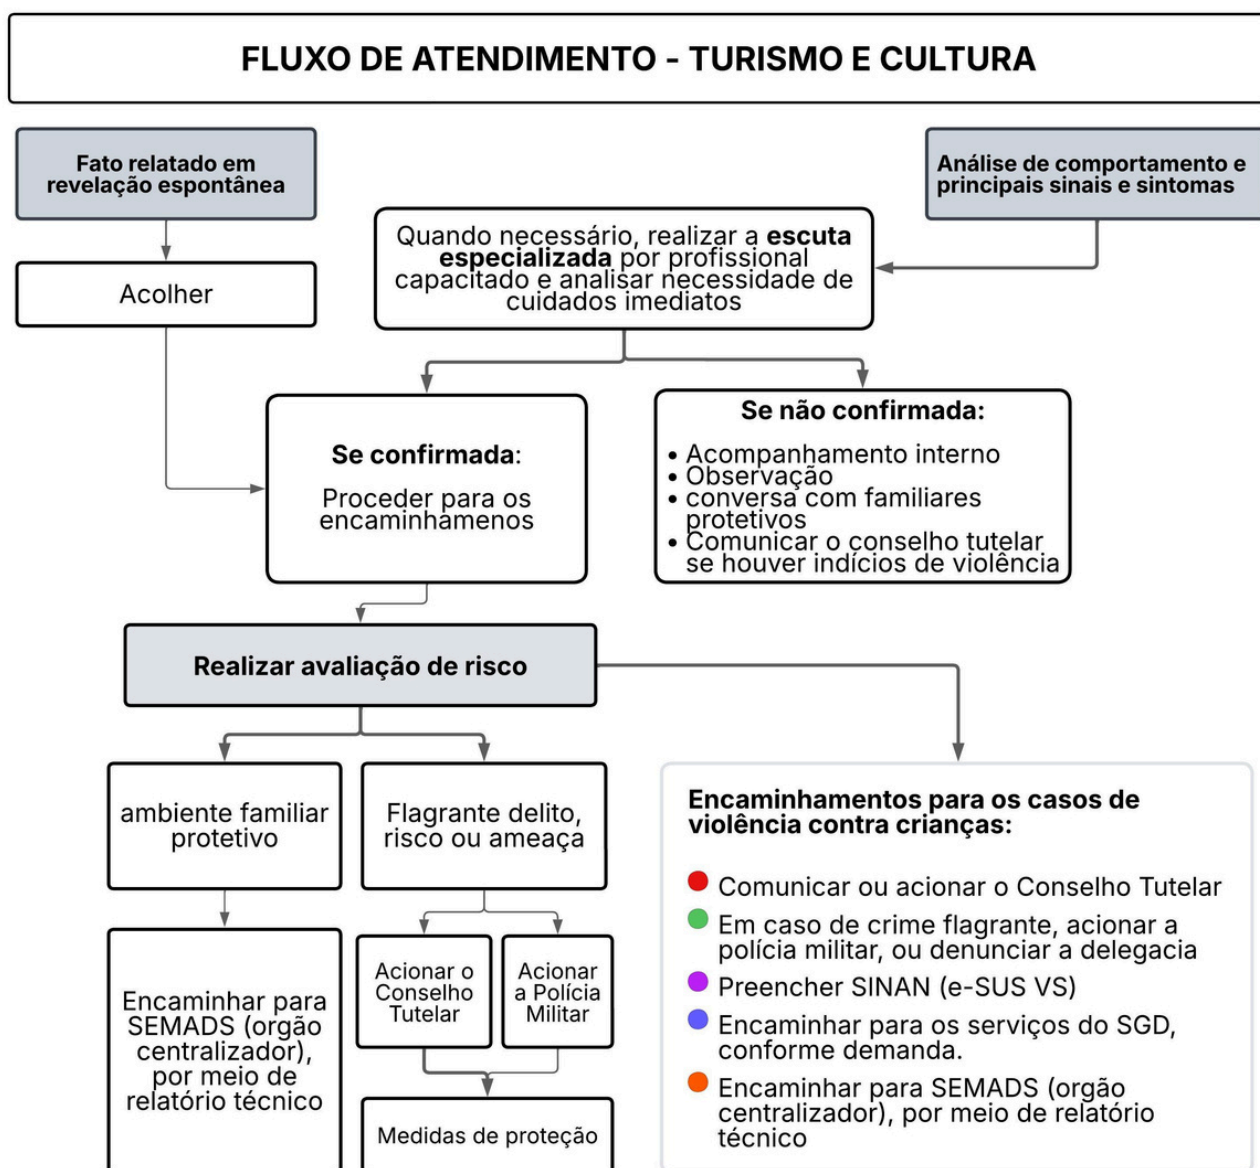 FLUXO DE ATENDIMENTO - TURISMO E CULTURA
Fato relatado em
revelação espontânea
Análise de comportamento e
principais sinais e sintomas
Acolher
Quando necessário, realizar a escuta
especializada por profissional
capacitado e analisar necessidade de
cuidados imediatos
Se confirmada:
Proceder para os
encaminhamenos
Se não confirmada:
• Acompanhamento interno
• Observação
• conversa com familiares
protetivos
• Comunicar o conselho tutelar
se houver indícios de violência
Realizar avaliação de risco
ambiente familiar
protetivo
Flagrante delito,
risco ou ameaça
Encaminhar para
SEMADS (orgão
centralizador),
por meio de
relatório técnico
Acionar o
Conselho
Tutelar
Acionar
a Polícia
Militar
Medidas de proteção
Encaminhamentos para os casos de
violência contra crianças:
Comunicar ou acionar o Conselho Tutelar
Em caso de crime flagrante, acionar a
polícia militar, ou denunciar a delegacia
Preencher SINAN (e-SUS VS)
Encaminhar para os serviços do SGD,
conforme demanda.
Encaminhar para SEMADS (orgão
centralizador), por meio de relatório
técnico